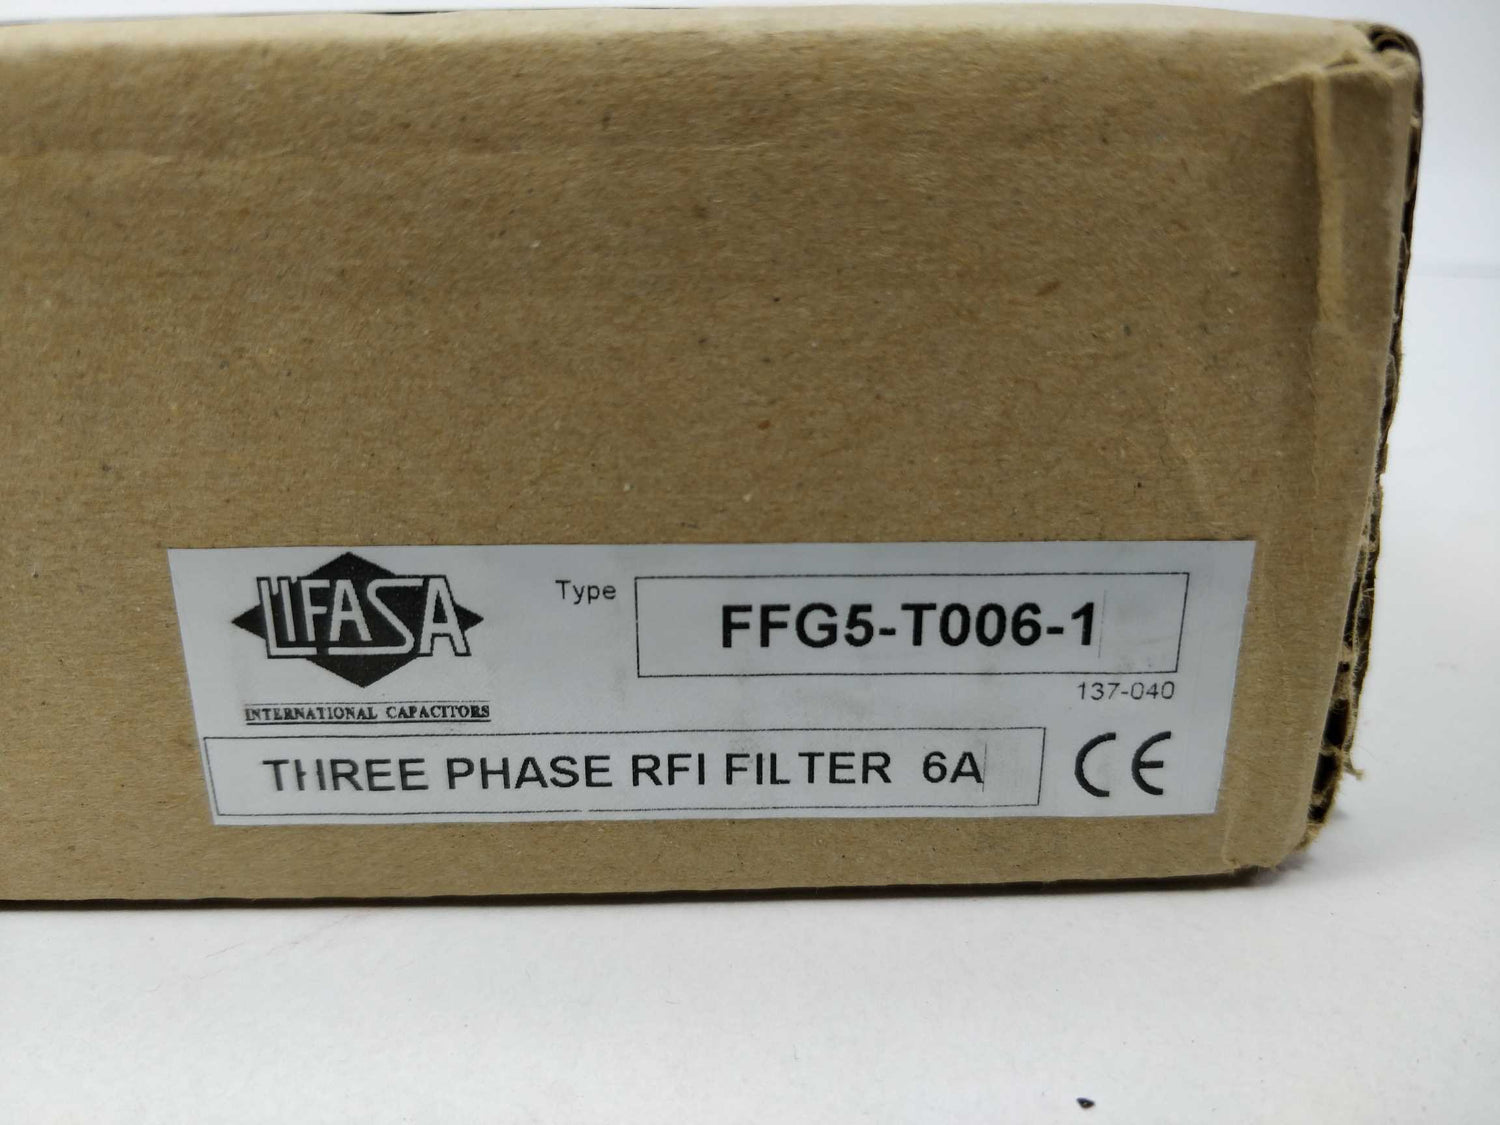 LIFASA
INTERNATIONAL CAPACITORS
Type
FFG5-T006-1
137-040
THREE PHASE RFI FILTER 6A
CE